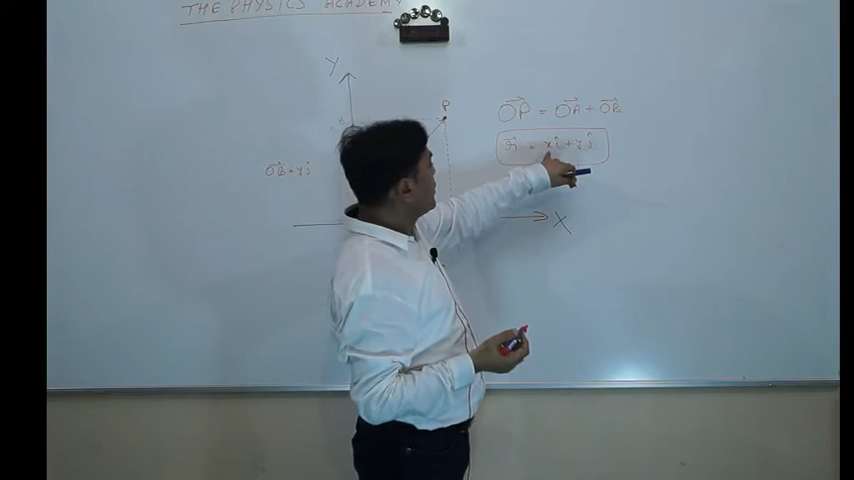 THE PHYSICS ACADEMY
Y
P
OP⃗ = OA⃗ + OB⃗
r⃗ = xî + yĵ
OB⃗ = yĵ
X